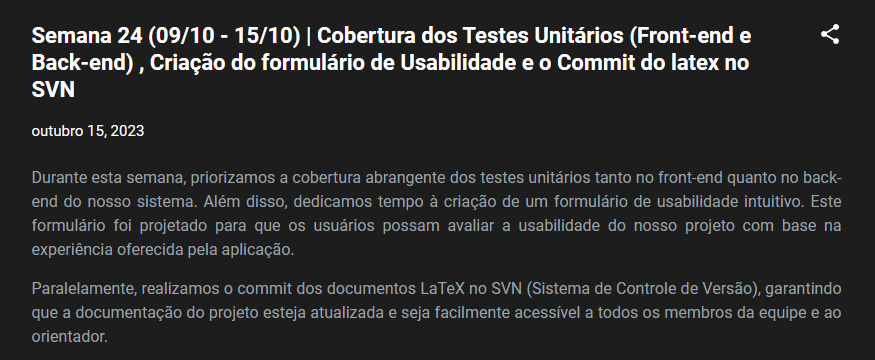 Semana 24 (09/10 - 15/10) | Cobertura dos Testes Unitários (Front-end e
Back-end) , Criação do formulário de Usabilidade e o Commit do latex no
SVN
outubro 15, 2023
Durante esta semana, priorizamos a cobertura abrangente dos testes unitários tanto no front-end quanto no back-
end do nosso sistema. Além disso, dedicamos tempo à criação de um formulário de usabilidade intuitivo. Este
formulário foi projetado para que os usuários possam avaliar a usabilidade do nosso projeto com base na
experiência oferecida pela aplicação.
Paralelamente, realizamos o commit dos documentos LaTeX no SVN (Sistema de Controle de Versão), garantindo
que a documentação do projeto esteja atualizada e seja facilmente acessível a todos os membros da equipe e ao
orientador.